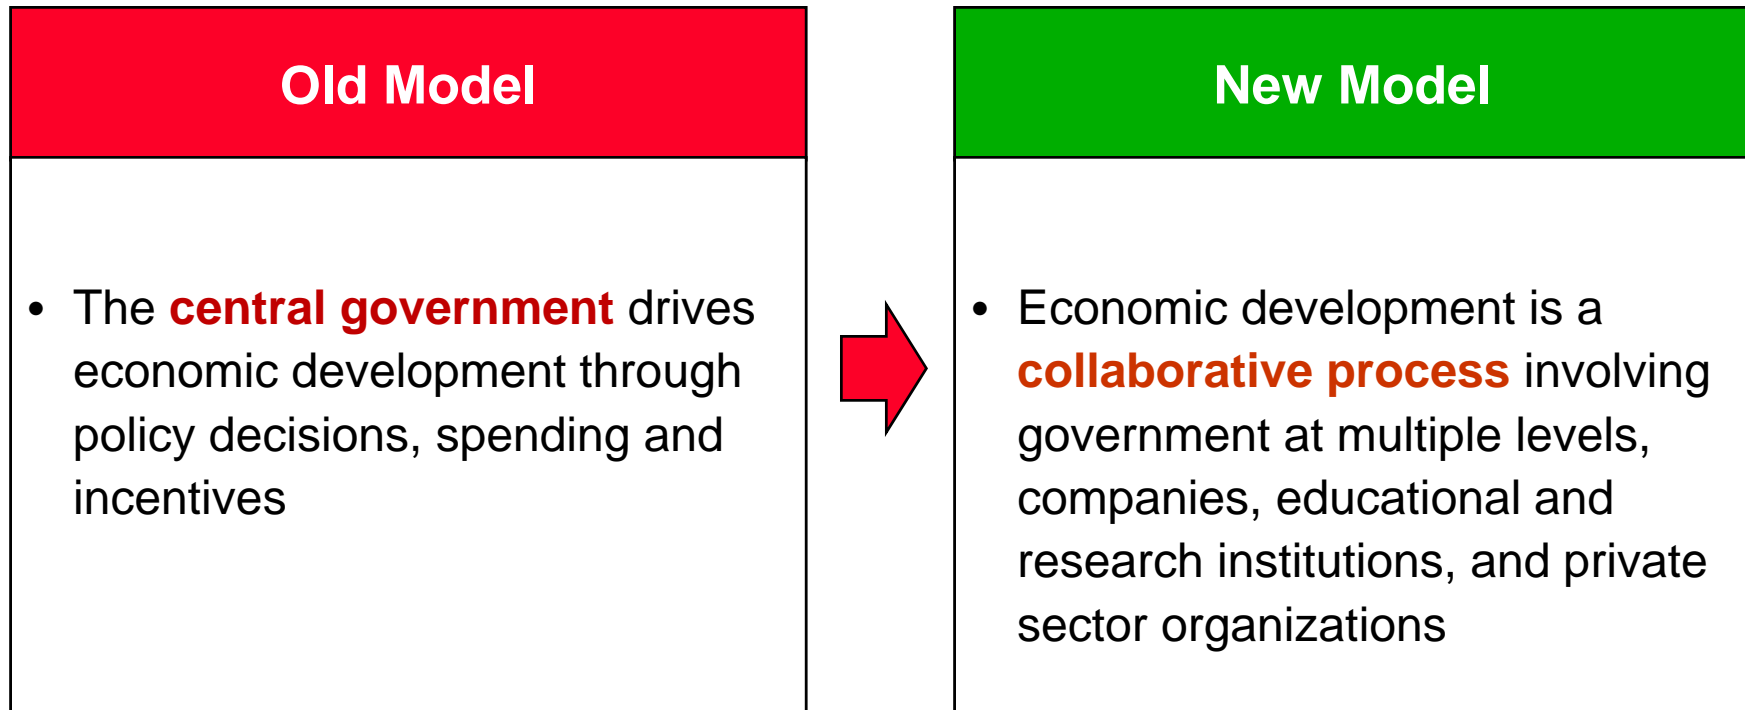 Old Model
• The central government drives
economic development through
policy decisions, spending and
incentives
New Model
• Economic development is a
collaborative process involving
government at multiple levels,
companies, educational and
research institutions, and private
sector organizations